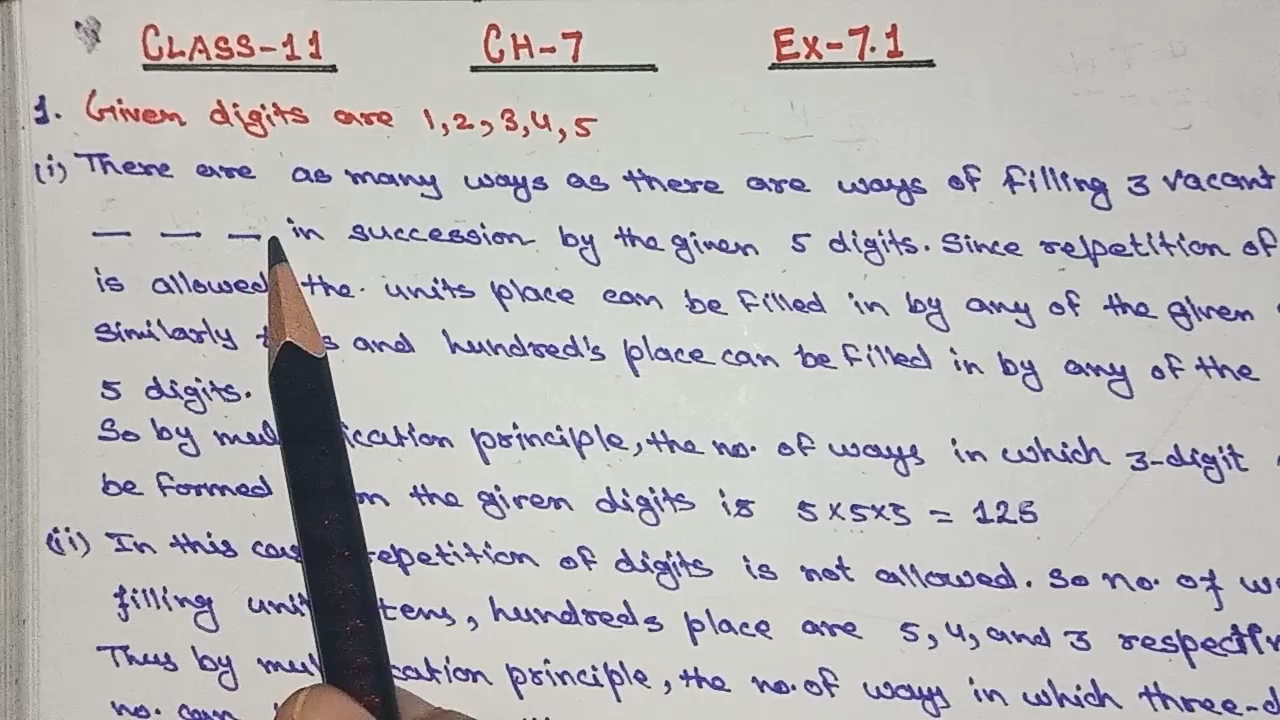 CLASS-11 CH-7 EX-7.1
1. Given digits are 1, 2, 3, 4, 5
(i) There are as many ways as there are ways of filling 3 vacant
— — — in succession by the given 5 digits. Since repetition of
is allowed the units place can be filled in by any of the given
similarly and hundred's place can be filled in by any of the
5 digits.
So by principle, the no. of ways in which 3-digit
be formed the given digits is 5×5×5 = 125
(ii) In this repetition of digits is not allowed. So no. of
filling tens, hundreds place are 5, 4, and 3
Thus by principle, the no. of ways in which
no. can